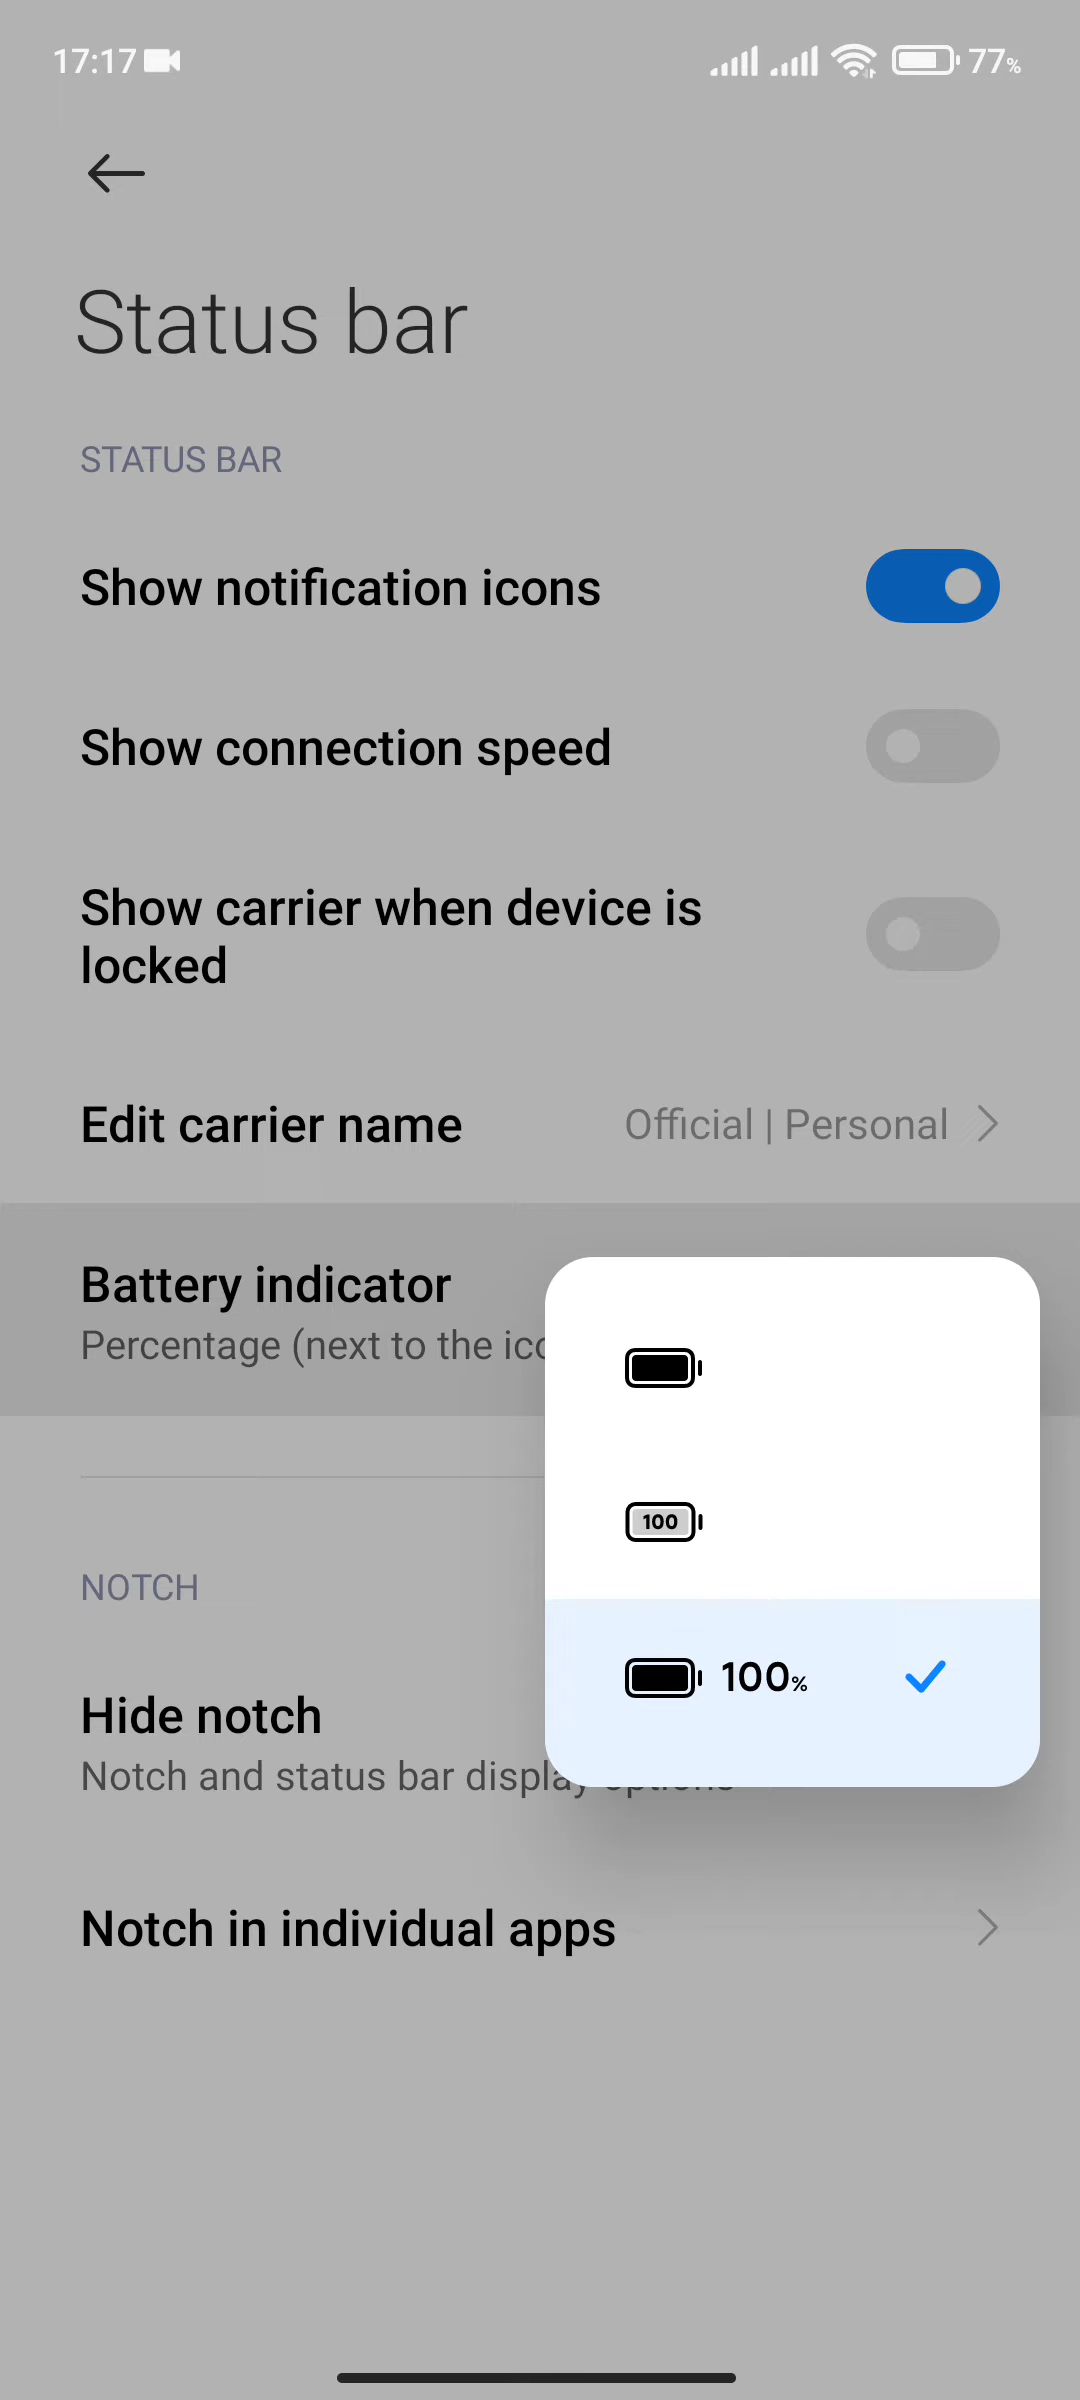 17:17 77%
Status bar
STATUS BAR
Show notification icons
Show connection speed
Show carrier when device is
locked
Edit carrier name Official | Personal
Battery indicator
Percentage (next to the ico
100
100%
NOTCH
Hide notch
Notch and status bar display options
Notch in individual apps